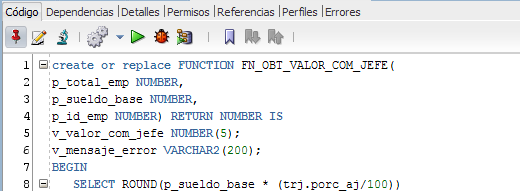 Código Dependencias Detalles Permisos Referencias Perfiles Errores
1 create or replace FUNCTION FN_OBT_VALOR_COM_JEFE(
2 p_total_emp NUMBER,
3 p_sueldo_base NUMBER,
4 p_id_emp NUMBER) RETURN NUMBER IS
5 v_valor_com_jefe NUMBER(5);
6 v_mensaje_error VARCHAR2(200);
7 BEGIN
8 SELECT ROUND(p_sueldo_base * (trj.porc_aj/100))